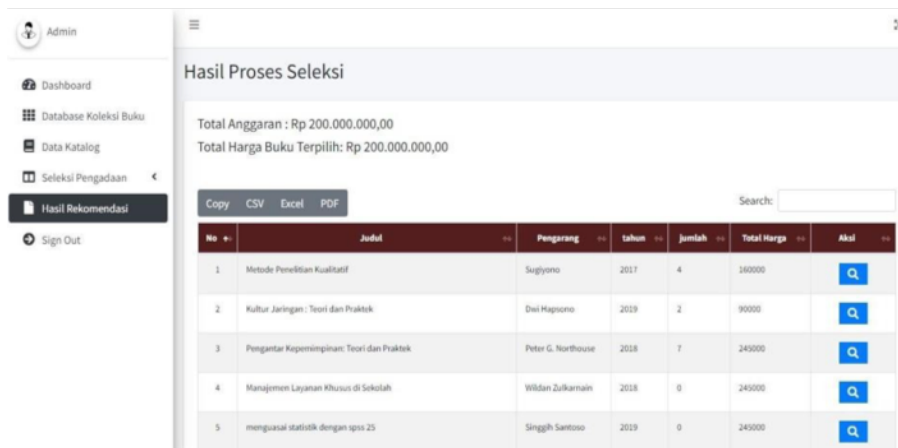 Admin
Dashboard
Database Koleksi Buku
Data Katalog
Seleksi Pengadaan
Hasil Rekomendasi
Sign Out
Hasil Proses Seleksi
Total Anggaran : Rp 200.000.000,00
Total Harga Buku Terpilih: Rp 200.000.000,00
Copy CSV Excel PDF
Search:
No Judul Pengarang tahun jumlah Total Harga Aksi
1 Metode Penelitian Kualitatif Sugiyono 2017 4 160000
2 Kultur Jaringan : Teori dan Praktek Dwi Hapsono 2019 2 90000
3 Pengantar Kepemimpinan: Teori dan Praktek Peter G. Northouse 2018 7 245000
4 Manajemen Layanan Khusus di Sekolah Wildan Zulkarnain 2018 0 245000
5 menguasai statistik dengan spss 25 Singgih Santoso 2019 0 245000